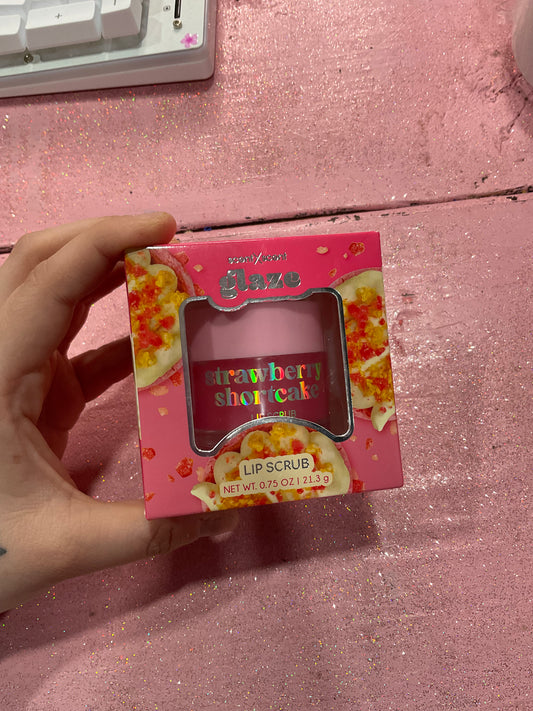 glaze
strawberry
shortcake
LIP SCRUB
LIP SCRUB
NET WT. 0.75 OZ | 21.3 g